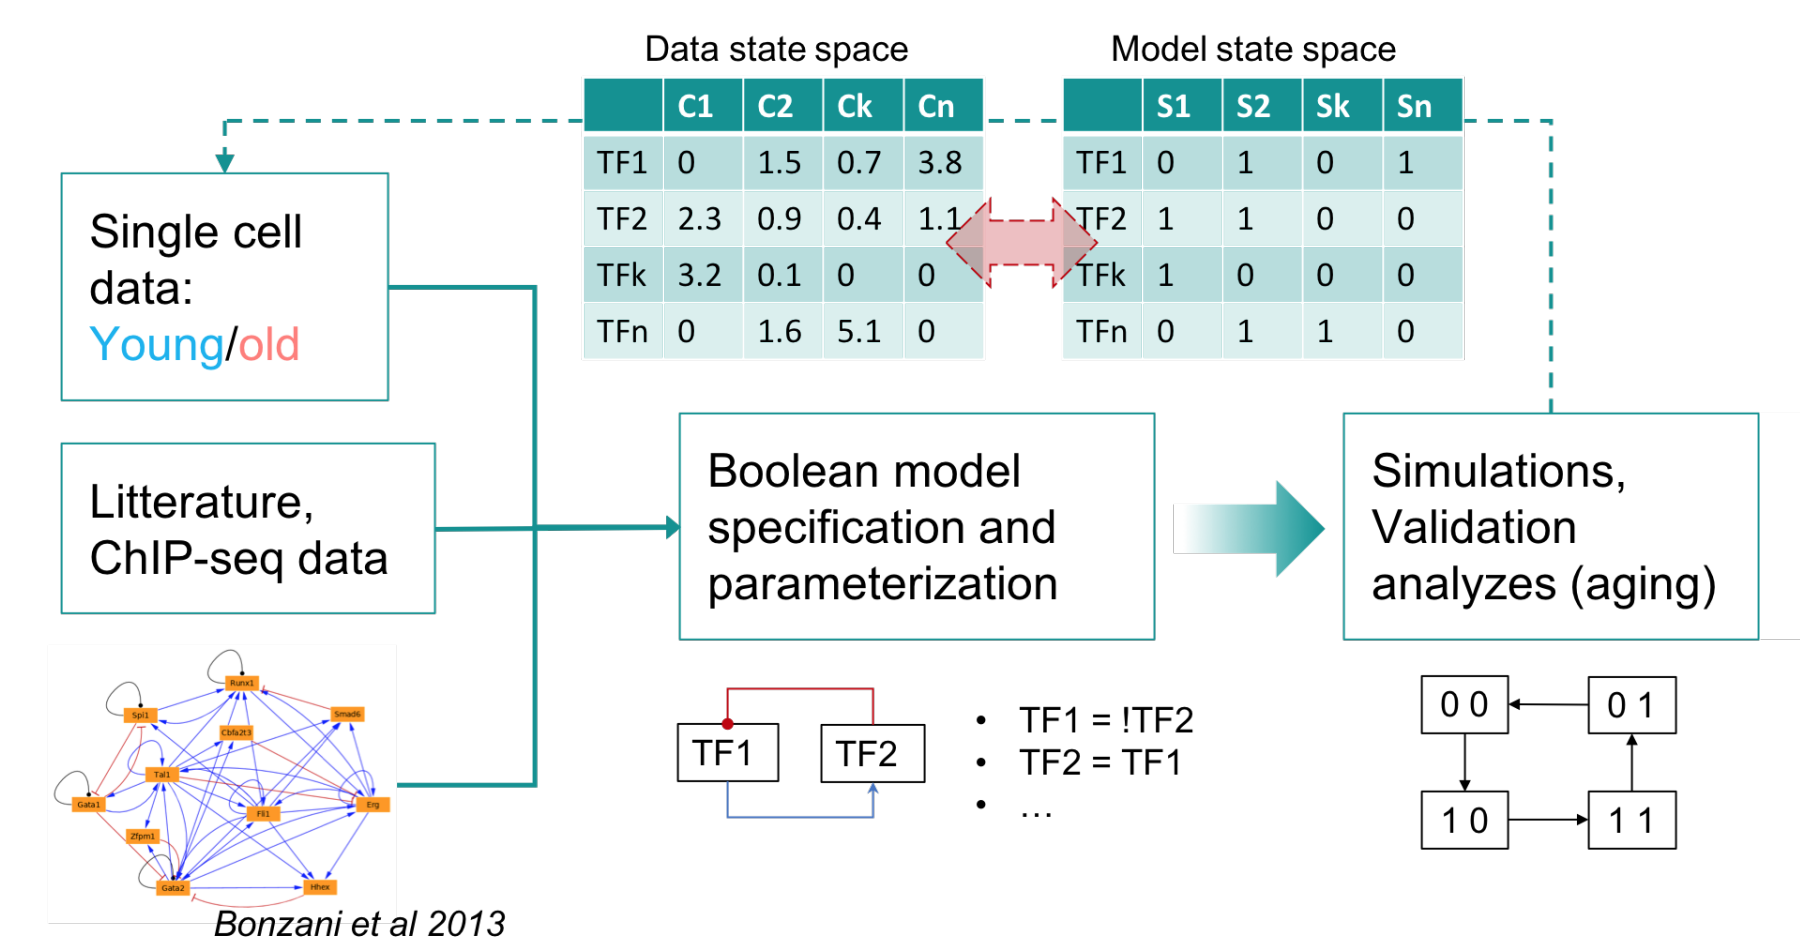 Data state space
Model state space
C1 C2 Ck Cn
TF1 0 1.5 0.7 3.8
TF2 2.3 0.9 0.4 1.1
TFk 3.2 0.1 0 0
TFn 0 1.6 5.1 0
S1 S2 Sk Sn
TF1 0 1 0 1
TF2 1 1 0 0
TFk 1 0 0 0
TFn 0 1 1 0
Single cell
data:
Young/old
Litterature,
ChIP-seq data
Boolean model
specification and
parameterization
Simulations,
Validation
analyzes (aging)
Runx1
Spl1
Smad6
Cbfa2t3
Tal1
Gata1
Fli1
Erg
Zfpm1
Gata2
Hhex
Bonzani et al 2013
TF1
TF2
• TF1 = !TF2
• TF2 = TF1
• ...
0 0
0 1
1 0
1 1